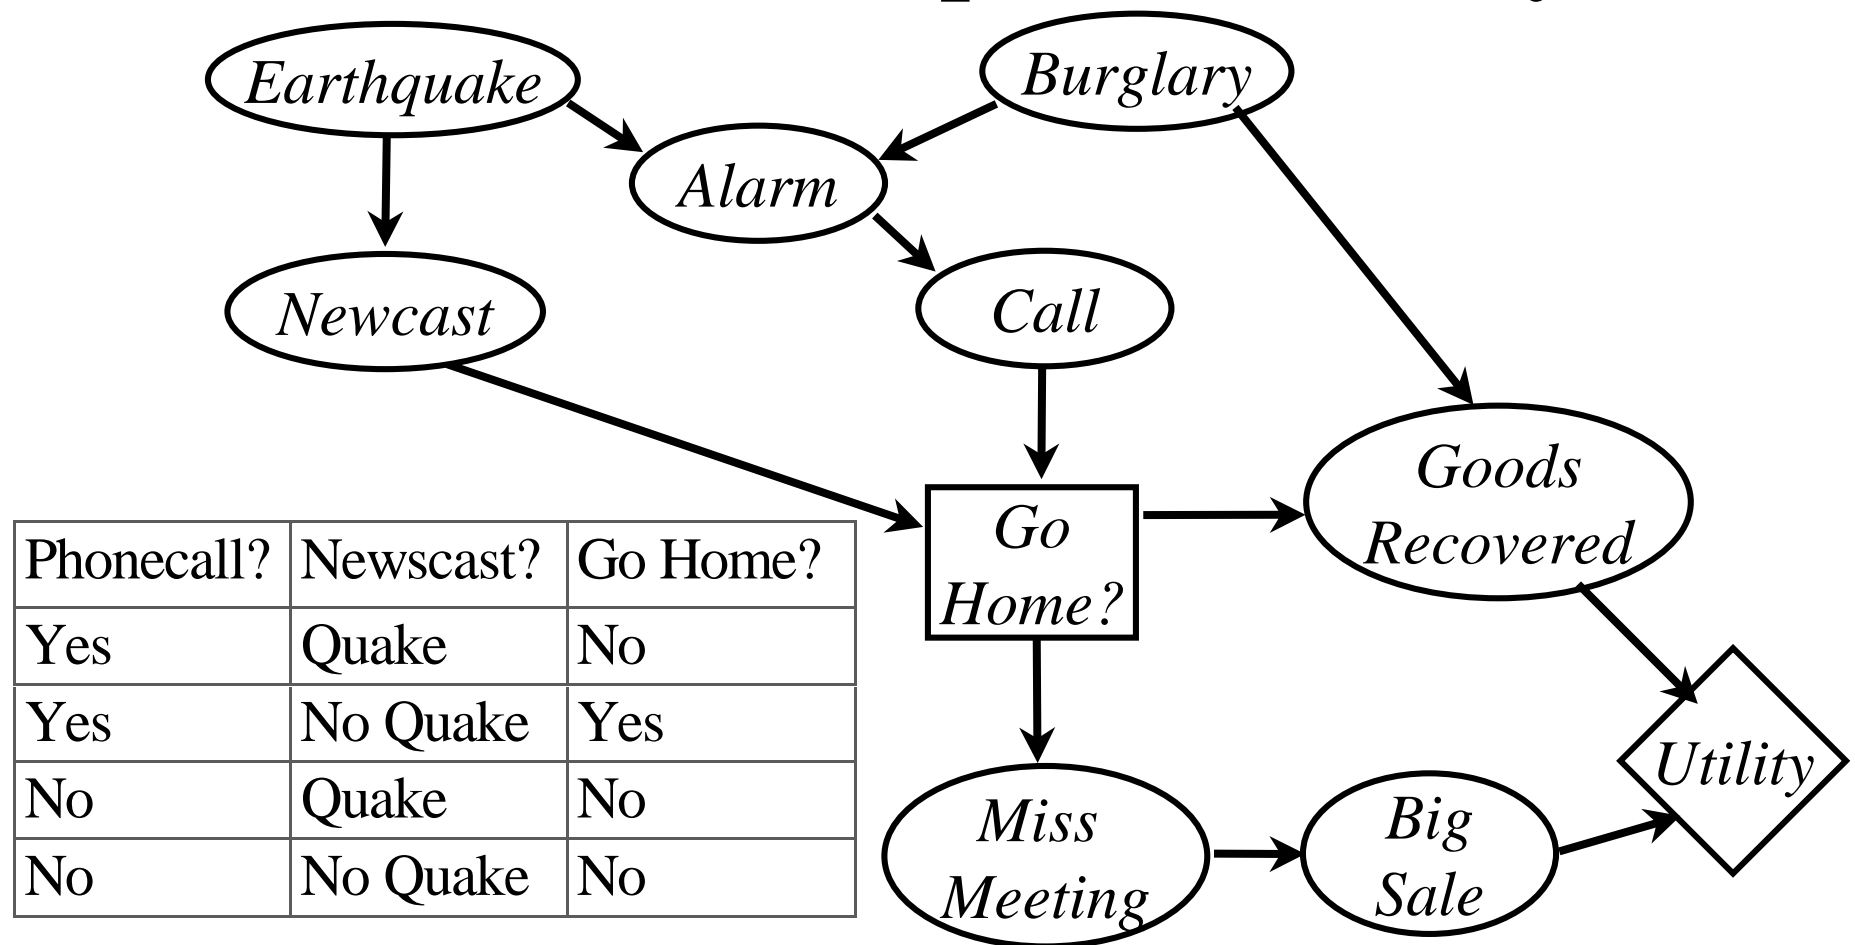 Earthquake
Burglary
Alarm
Newcast
Call
Goods
Recovered
Go
Home?
Phonecall? Newscast? Go Home?
Yes Quake No
Yes No Quake Yes
No Quake No
No No Quake No
Utility
Miss
Meeting
Big
Sale